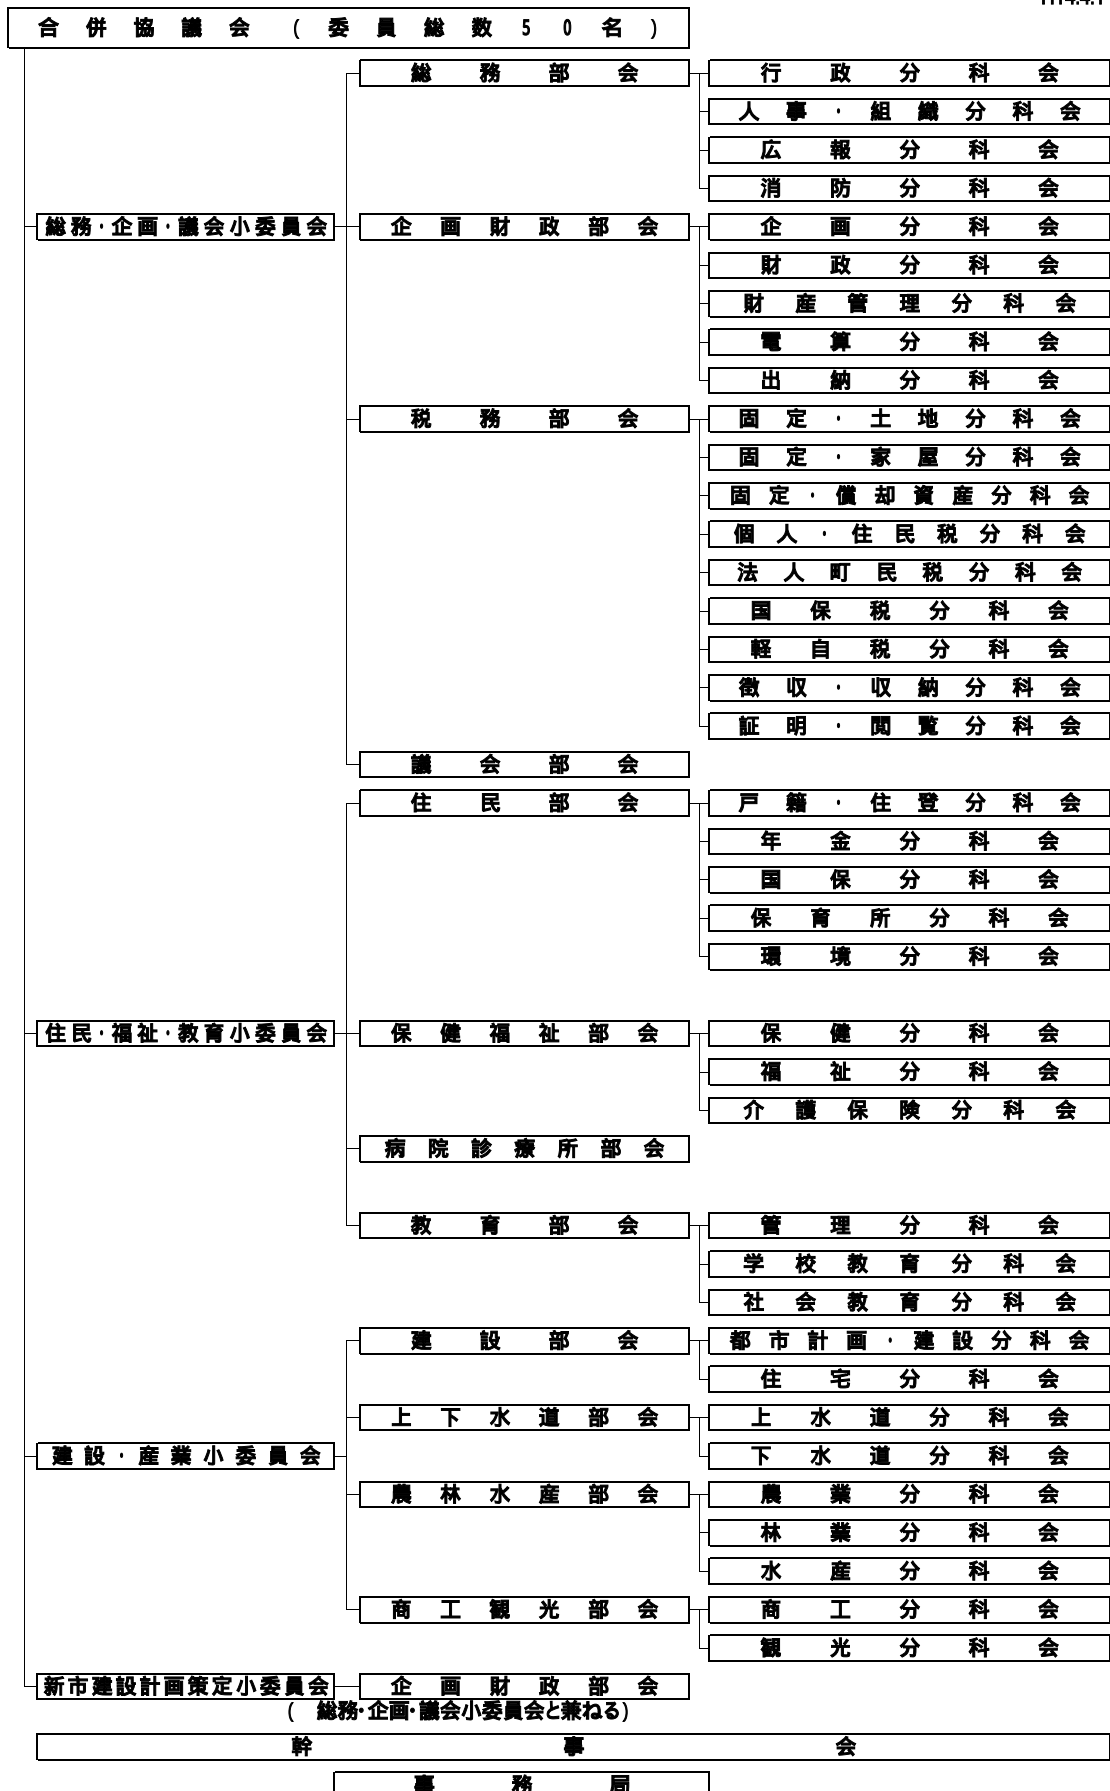 合併協議会（委員総数50名）
総務部会 行政分科会
人事・組織分科会
広報分科会
消防分科会
総務・企画・議会小委員会 企画財政部会 企画分科会
財政分科会
財産管理分科会
電算分科会
出納分科会
税務部会 固定・土地分科会
固定・家屋分科会
固定・償却資産分科会
個人・住民税分科会
法人町民税分科会
国保税分科会
軽自税分科会
徴収・収納分科会
証明・閲覧分科会
議会部会
住民部会 戸籍・住登分科会
年金分科会
国保分科会
保育所分科会
環境分科会
住民・福祉・教育小委員会 保健福祉部会 保健分科会
福祉分科会
介護保険分科会
病院診療所部会
教育部会 管理分科会
学校教育分科会
社会教育分科会
建設部会 都市計画・建設分科会
住宅分科会
上下水道部会 上水道分科会
建設・産業小委員会 下水道分科会
農林水産部会 農業分科会
林業分科会
水産分科会
商工観光部会 商工分科会
観光分科会
新市建設計画策定小委員会 企画財政部会
（総務・企画・議会小委員会と兼ねる）
幹事会
事務局